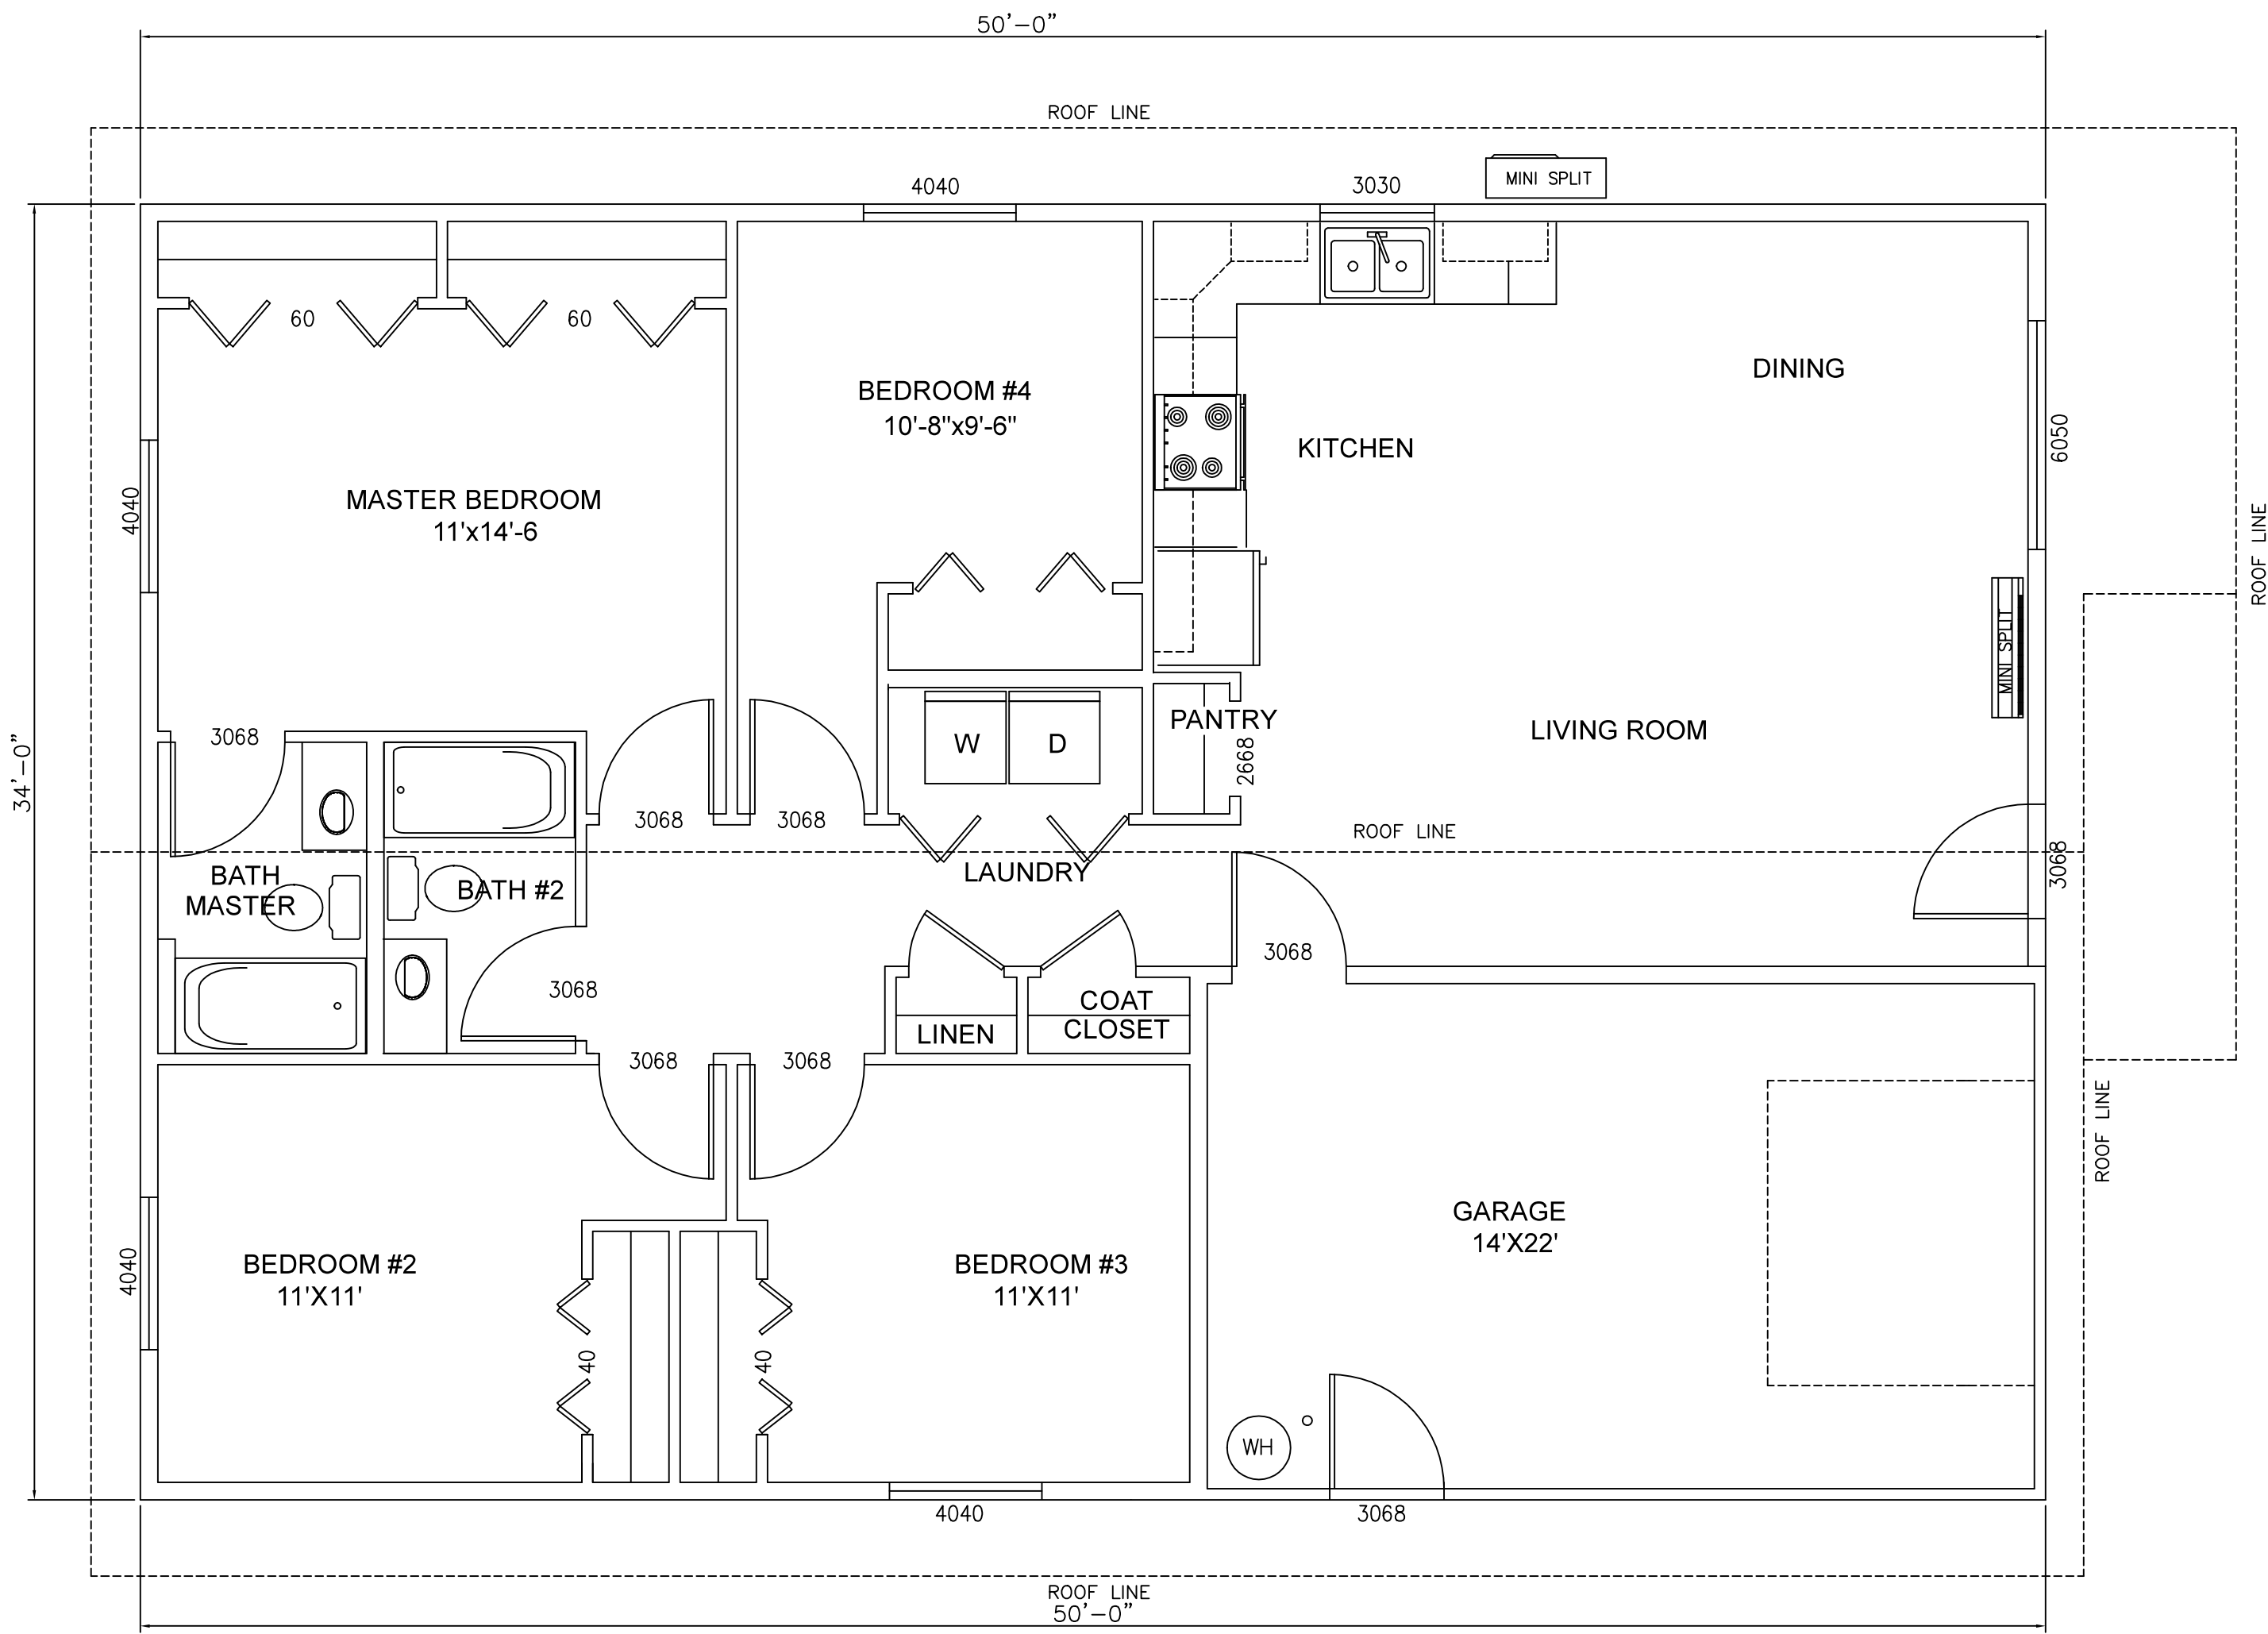 50'-0"
ROOF LINE
MINI SPLIT
4040
3030
60
60
DINING
BEDROOM #4
10'-8"x9'-6"
KITCHEN
6050
MASTER BEDROOM
11'x14'-6
4040
ROOF LINE
MINI SPLIT
PANTRY
LIVING ROOM
3068
W
D
2668
34'-0"
3068
3068
ROOF LINE
3068
BATH
MASTER
BATH #2
LAUNDRY
3068
3068
COAT
CLOSET
LINEN
3068
3068
ROOF LINE
GARAGE
14'X22'
4040
BEDROOM #2
11'X11'
BEDROOM #3
11'X11'
40
40
WH
4040
3068
ROOF LINE
50'-0"